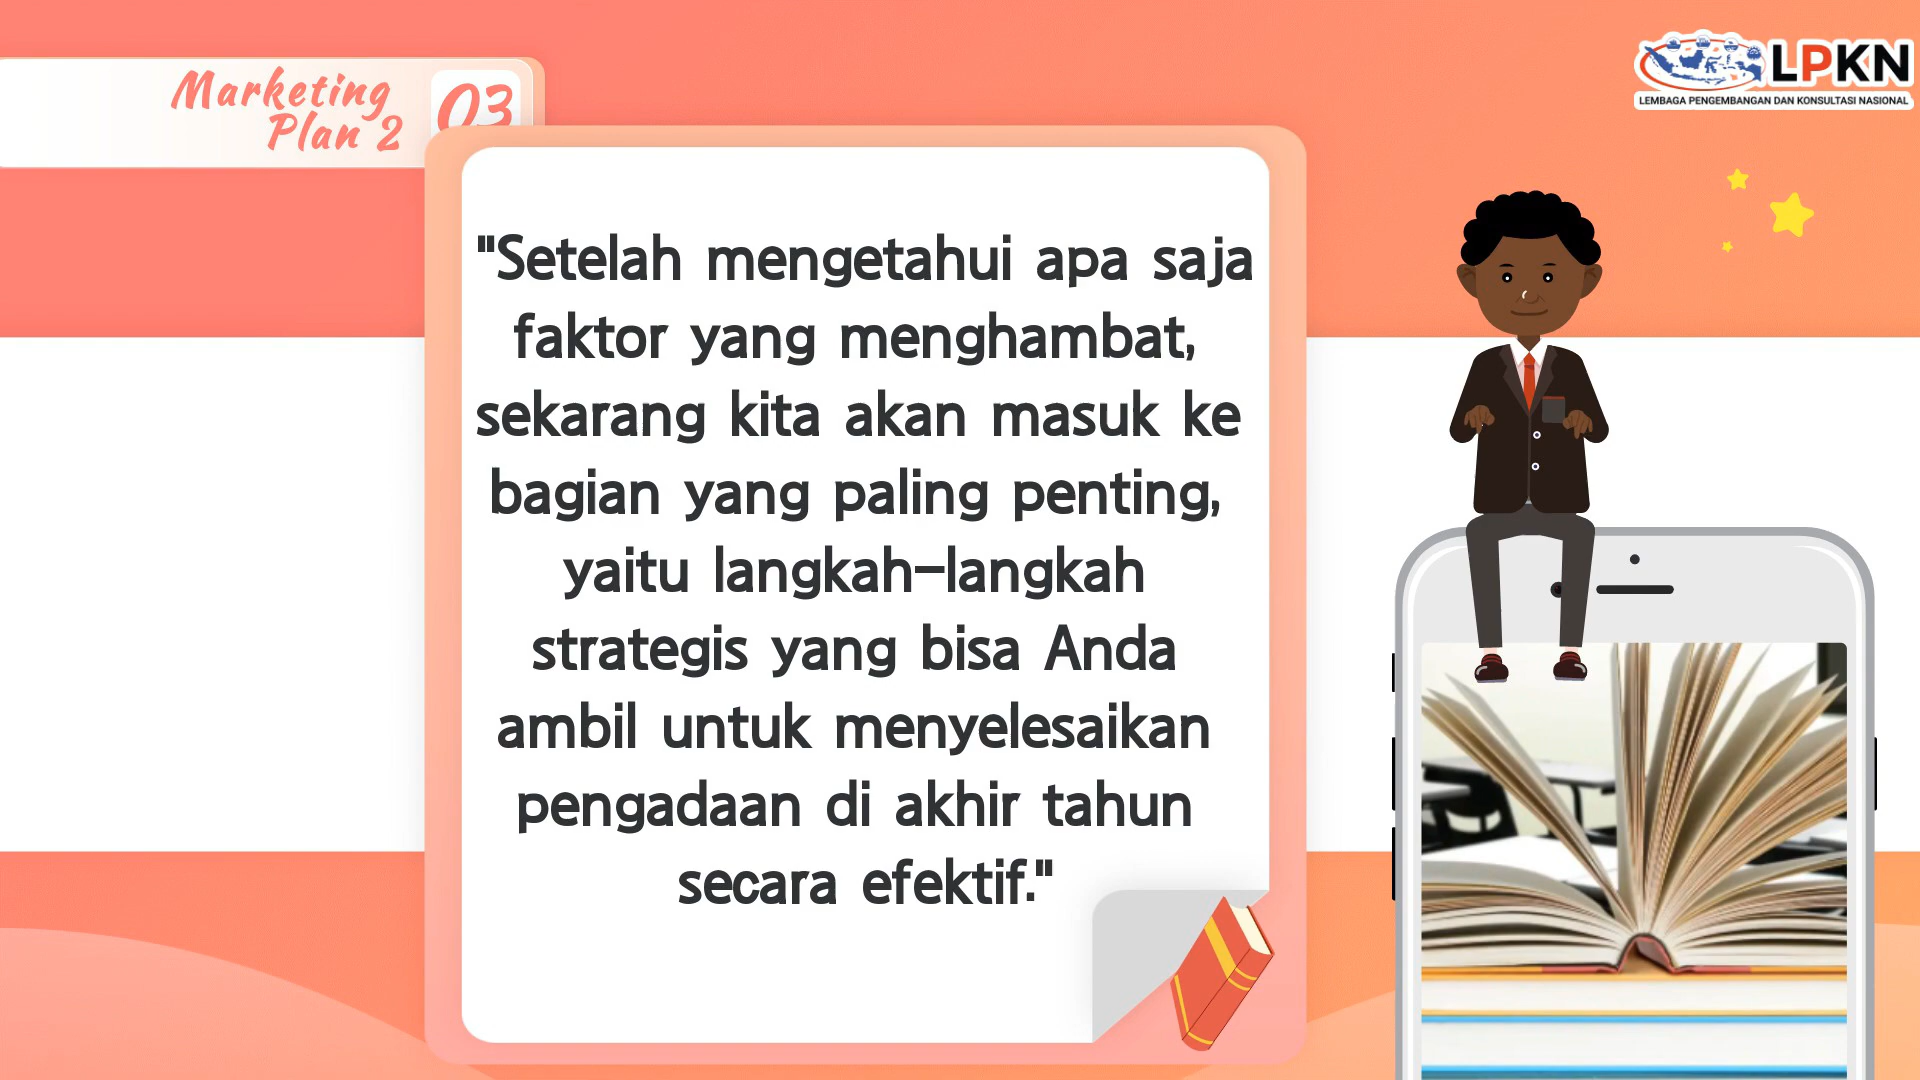 Marketing
Plan 2
03
LPKN
LEMBAGA PENGEMBANGAN DAN KONSULTASI NASIONAL
"Setelah mengetahui apa saja
faktor yang menghambat,
sekarang kita akan masuk ke
bagian yang paling penting,
yaitu langkah-langkah
strategis yang bisa Anda
ambil untuk menyelesaikan
pengadaan di akhir tahun
secara efektif."